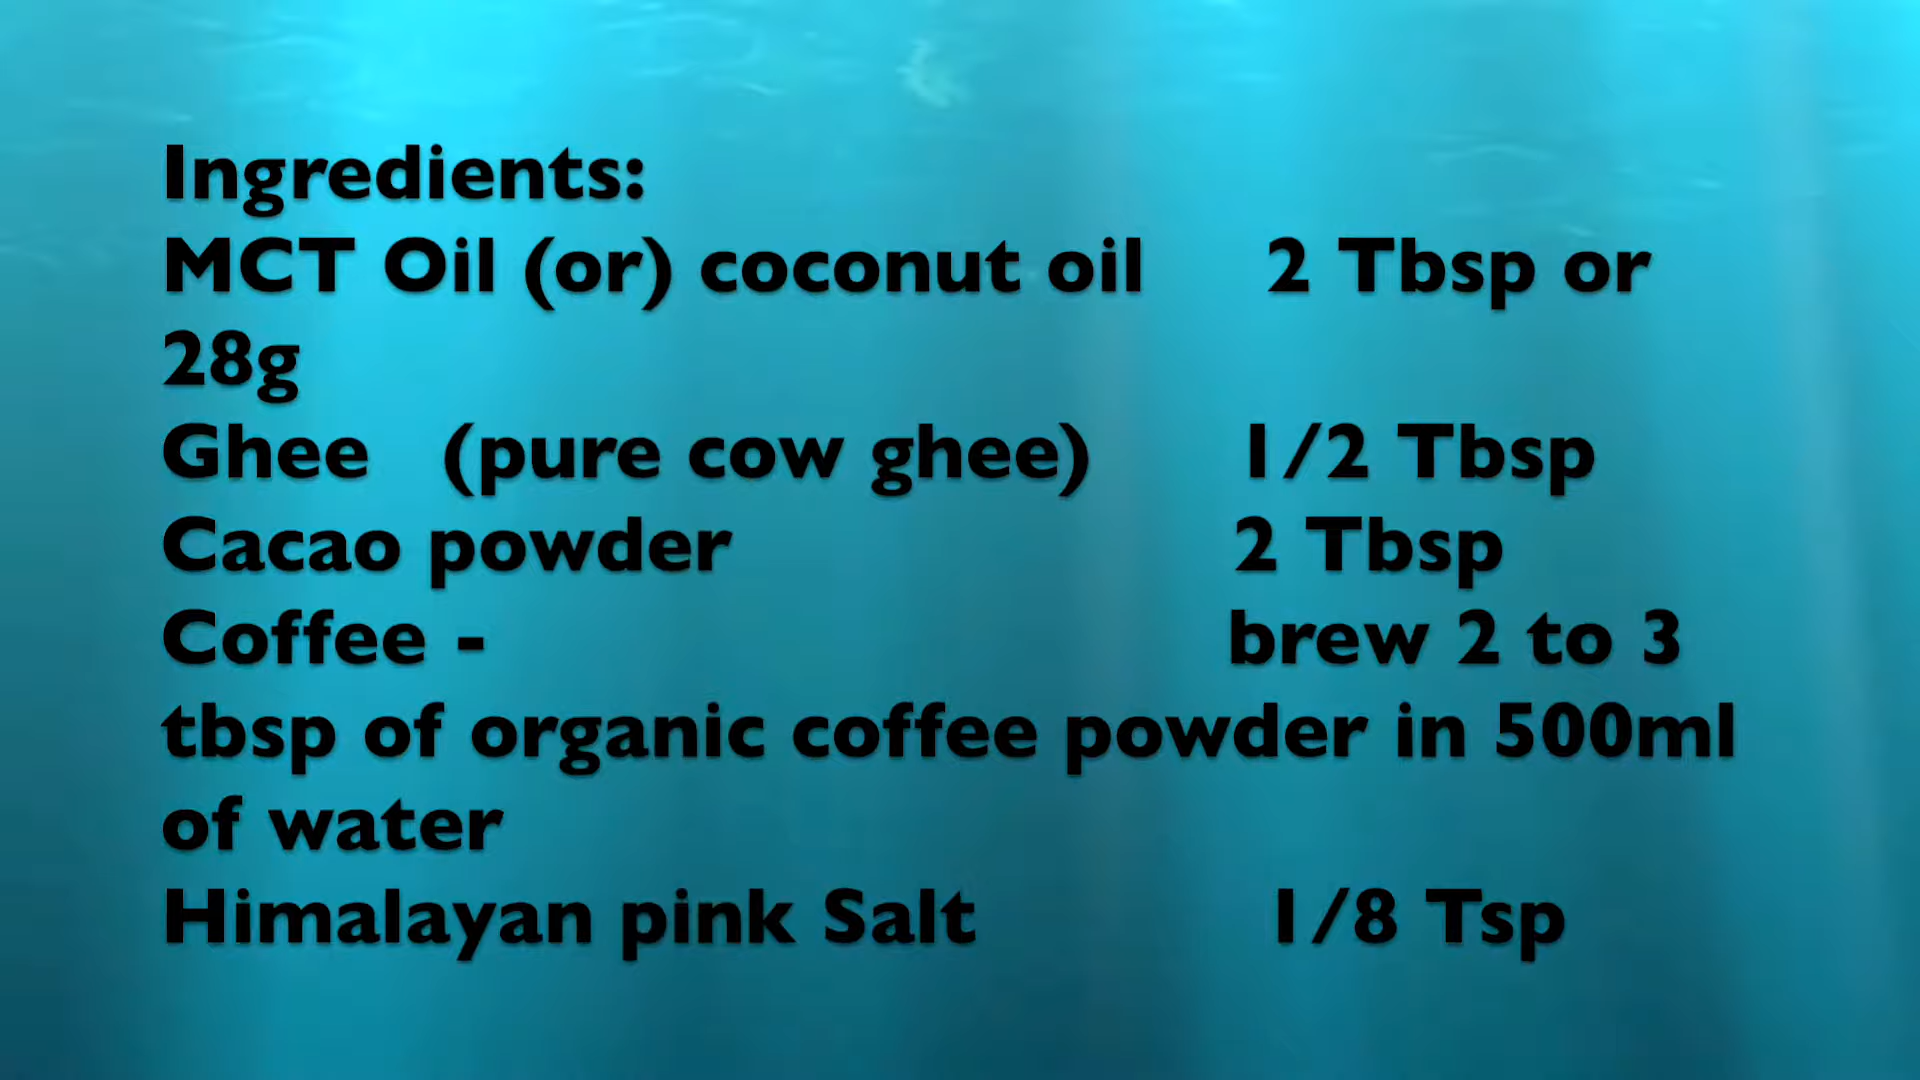 Ingredients:
MCT Oil (or) coconut oil 2 Tbsp or
28g
Ghee (pure cow ghee) 1/2 Tbsp
Cacao powder 2 Tbsp
Coffee - brew 2 to 3
tbsp of organic coffee powder in 500ml
of water
Himalayan pink Salt 1/8 Tsp